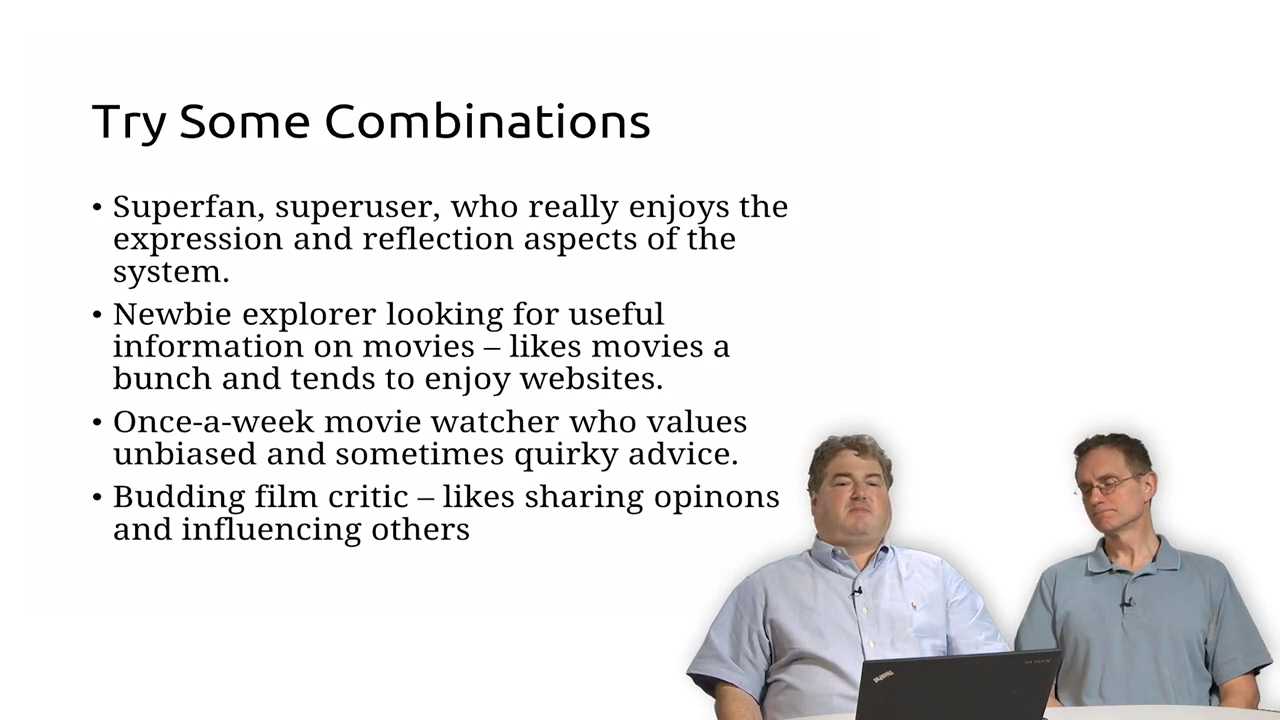 Try Some Combinations
• Superfan, superuser, who really enjoys the
expression and reflection aspects of the
system.
• Newbie explorer looking for useful
information on movies – likes movies a
bunch and tends to enjoy websites.
• Once-a-week movie watcher who values
unbiased and sometimes quirky advice.
• Budding film critic – likes sharing opinons
and influencing others
ThinkPad